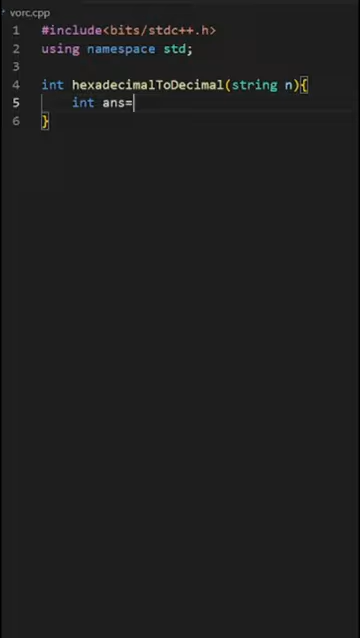 vorc.cpp
1 #include<bits/stdc++.h>
2 using namespace std;
3
4 int hexadecimalToDecimal(string n){
5 int ans=
6 }